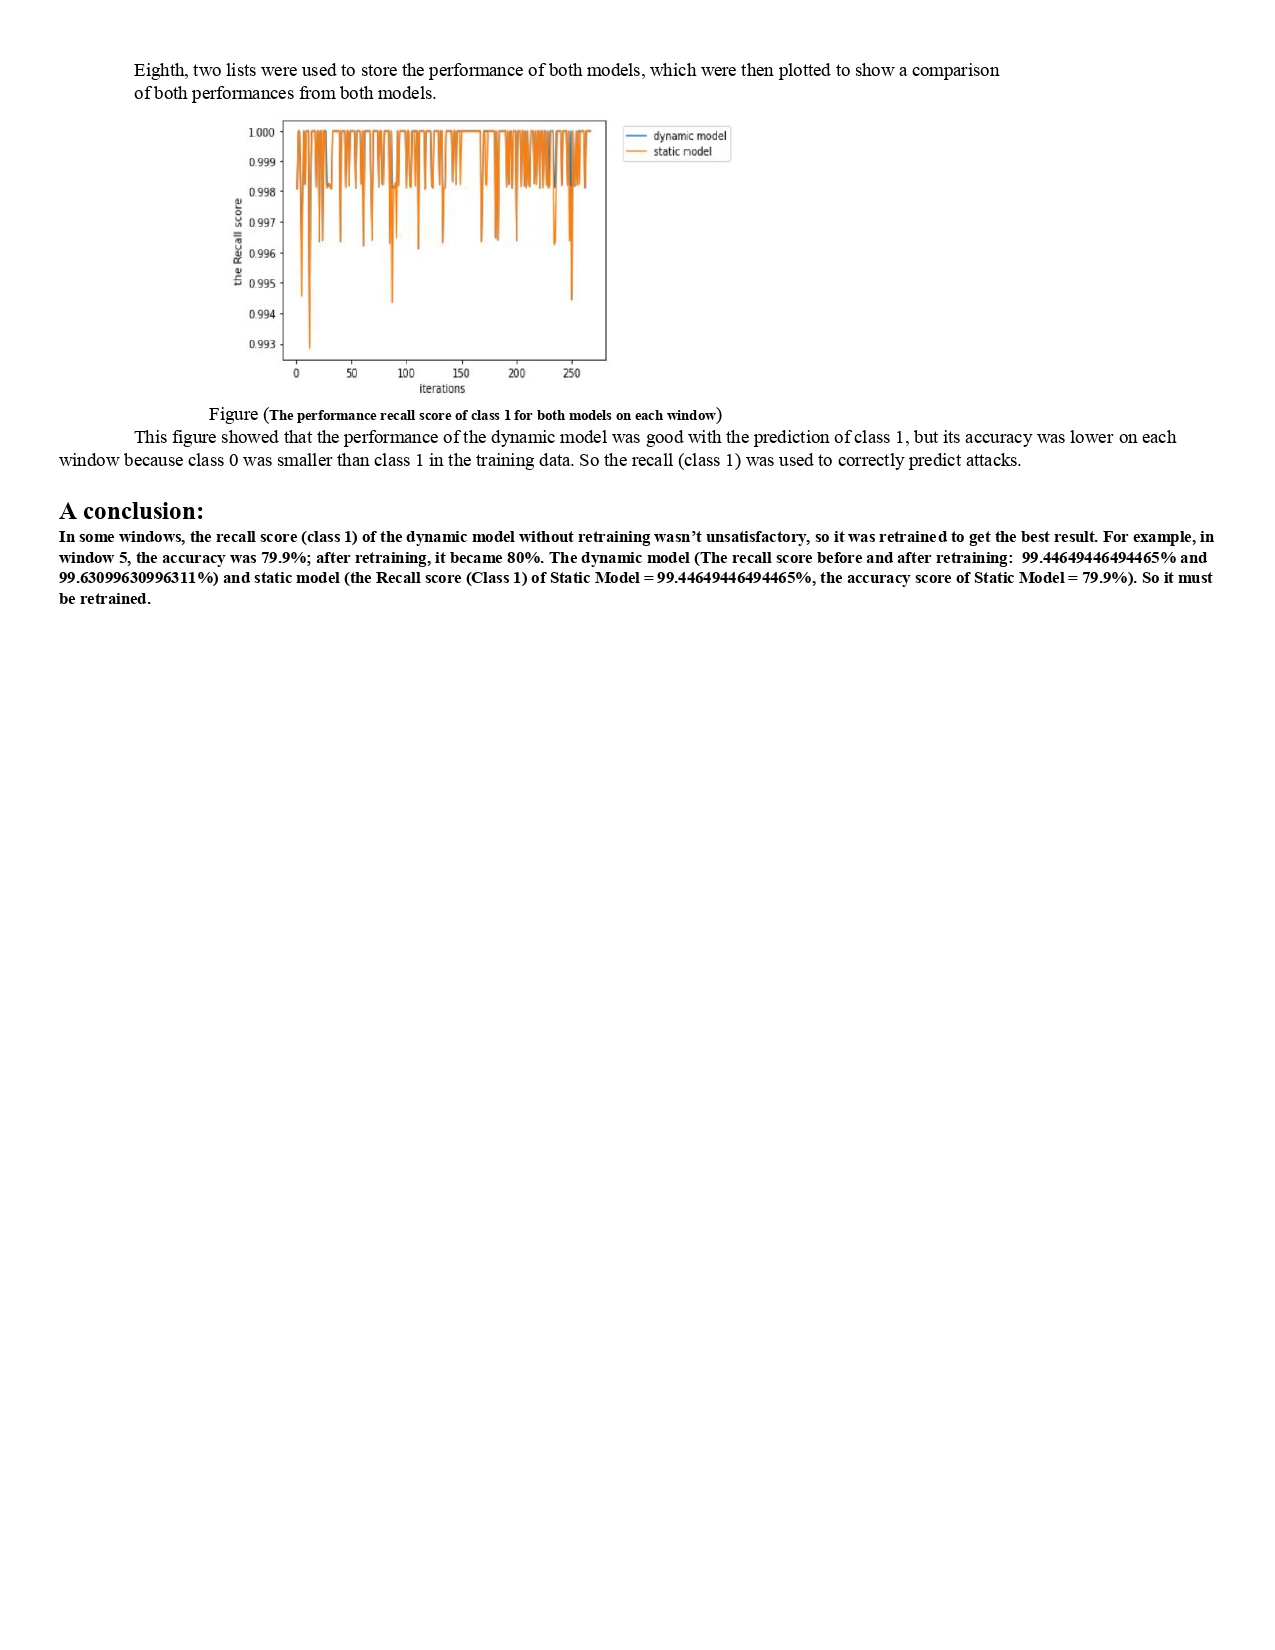 Eighth, two lists were used to store the performance of both models, which were then plotted to show a comparison
of both performances from both models.
1.000
0.999
0.998
0.997
0.996
0.995
0.994
0.993
the Recall score
0 50 100 150 200 250
iterations
dynamic model
static model
Figure (The performance recall score of class 1 for both models on each window)
This figure showed that the performance of the dynamic model was good with the prediction of class 1, but its accuracy was lower on each
window because class 0 was smaller than class 1 in the training data. So the recall (class 1) was used to correctly predict attacks.
A conclusion:
In some windows, the recall score (class 1) of the dynamic model without retraining wasn’t unsatisfactory, so it was retrained to get the best result. For example, in
window 5, the accuracy was 79.9%; after retraining, it became 80%. The dynamic model (The recall score before and after retraining: 99.44649446494465% and
99.63099630996311%) and static model (the Recall score (Class 1) of Static Model = 99.44649446494465%, the accuracy score of Static Model = 79.9%). So it must
be retrained.